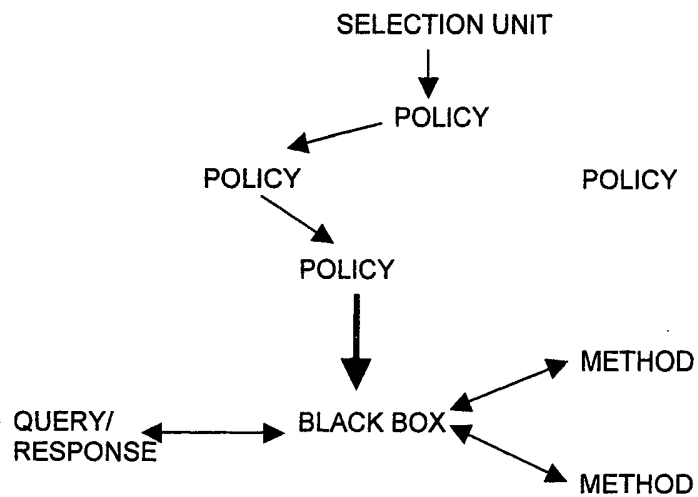 SELECTION UNIT
POLICY
POLICY
POLICY
POLICY
METHOD
QUERY/
RESPONSE
BLACK BOX
METHOD